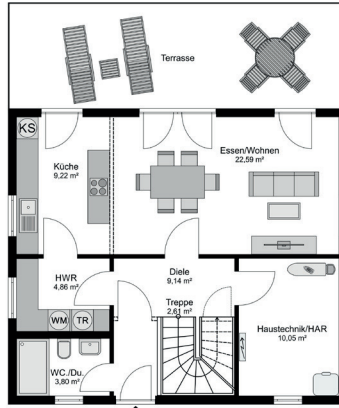 Terrasse
KS
Küche
9,22 m²
Essen/Wohnen
22,59 m²
HWR
4,86 m²
WM
TR
Diele
9,14 m²
Treppe
2,61 m²
Haustechnik/HAR
10,05 m²
WC./Du.
3,80 m²